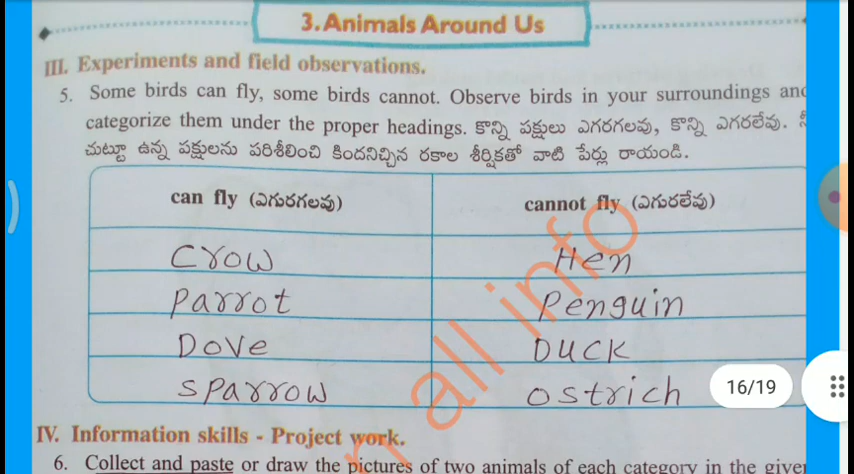 3.Animals Around Us
III. Experiments and field observations.
5. Some birds can fly, some birds cannot. Observe birds in your surroundings and
categorize them under the proper headings. కొన్ని పక్షులు ఎగరగలవు, కొన్ని ఎగరలేవు. నీ
చుట్టూ ఉన్న పక్షులను పరిశీలించి కిందనిచ్చిన రకాల శీర్షికతో వాటి పేర్లు రాయండి.
can fly (ఎగురగలవు) cannot fly (ఎగురలేవు)
Crow Hen
Parrot Penguin
Dove Duck
Sparrow Ostrich
16/19
n all info
IV. Information skills - Project work.
6. Collect and paste or draw the pictures of two animals of each category in the given